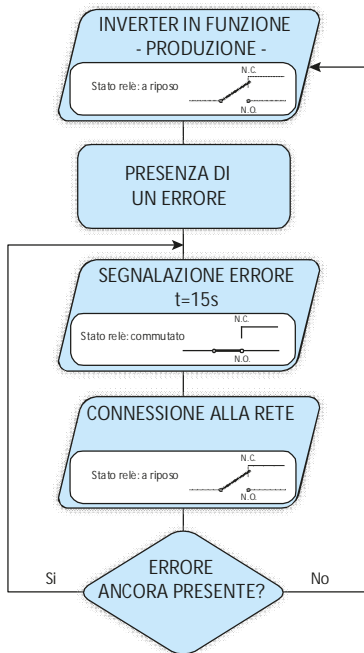 INVERTER IN FUNZIONE
- PRODUZIONE -
N.C.
Stato relè: a riposo
N.O.
PRESENZA DI
UN ERRORE
SEGNALAZIONE ERRORE
t=15s
N.C.
Stato relè: commutato
N.O.
CONNESSIONE ALLA RETE
N.C.
Stato relè: a riposo
N.O.
Si
ERRORE
ANCORA PRESENTE?
No